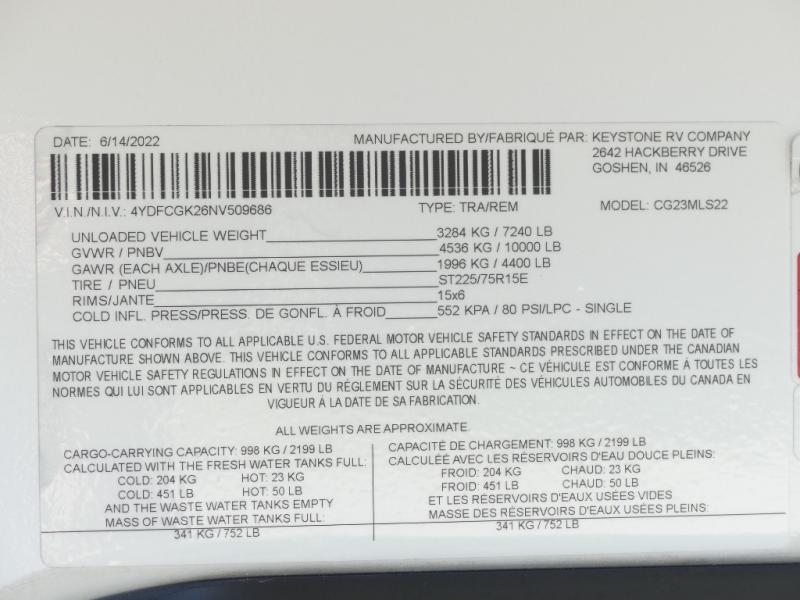 DATE: 6/14/2022
MANUFACTURED BY/FABRIQUÉ PAR: KEYSTONE RV COMPANY
2642 HACKBERRY DRIVE
GOSHEN, IN 46526
V.I.N./N.I.V.: 4YDFCGK26NV509686
TYPE: TRA/REM
MODEL: CG23MLS22
UNLOADED VEHICLE WEIGHT 3284 KG / 7240 LB
GVWR / PNBV 4536 KG / 10000 LB
GAWR (EACH AXLE)/PNBE(CHAQUE ESSIEU) 1996 KG / 4400 LB
TIRE / PNEU ST225/75R15E
RIMS/JANTE 15x6
COLD INFL. PRESS/PRESS. DE GONFL. À FROID 552 KPA / 80 PSI/LPC - SINGLE
THIS VEHICLE CONFORMS TO ALL APPLICABLE U.S. FEDERAL MOTOR VEHICLE SAFETY STANDARDS IN EFFECT ON THE DATE OF
MANUFACTURE SHOWN ABOVE. THIS VEHICLE CONFORMS TO ALL APPLICABLE STANDARDS PRESCRIBED UNDER THE CANADIAN
MOTOR VEHICLE SAFETY REGULATIONS IN EFFECT ON THE DATE OF MANUFACTURE ~ CE VÉHICULE EST CONFORME À TOUTES LES
NORMES QUI LUI SONT APPLICABLES EN VERTU DU RÈGLEMENT SUR LA SÉCURITÉ DES VÉHICULES AUTOMOBILES DU CANADA EN
VIGUEUR À LA DATE DE SA FABRICATION.
ALL WEIGHTS ARE APPROXIMATE
CARGO-CARRYING CAPACITY: 998 KG / 2199 LB
CALCULATED WITH THE FRESH WATER TANKS FULL:
COLD: 204 KG HOT: 23 KG
COLD: 451 LB HOT: 50 LB
AND THE WASTE WATER TANKS EMPTY
MASS OF WASTE WATER TANKS FULL:
341 KG / 752 LB
CAPACITÉ DE CHARGEMENT: 998 KG / 2199 LB
CALCULÉE AVEC LES RÉSERVOIRS D'EAU DOUCE PLEINS:
FROID: 204 KG CHAUD: 23 KG
FROID: 451 LB CHAUD: 50 LB
ET LES RÉSERVOIRS D'EAUX USÉES VIDES
MASSE DES RÉSERVOIRS D'EAUX USÉES PLEINS:
341 KG / 752 LB